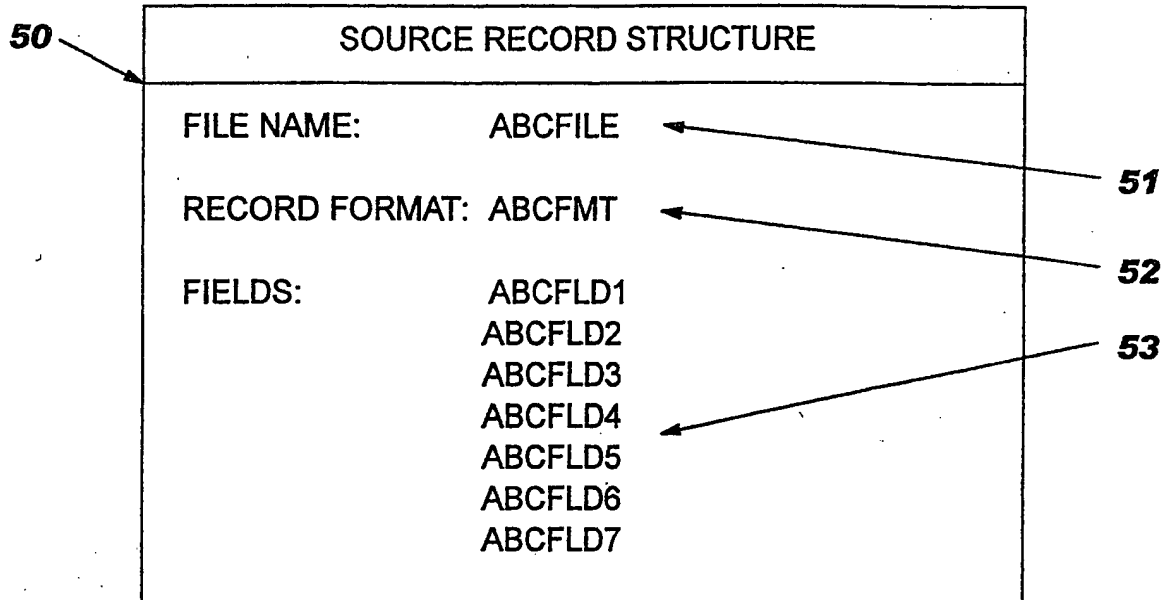 50
SOURCE RECORD STRUCTURE
FILE NAME: ABCFILE
51
RECORD FORMAT: ABCFMT
52
FIELDS: ABCFLD1
ABCFLD2
53
ABCFLD3
ABCFLD4
ABCFLD5
ABCFLD6
ABCFLD7